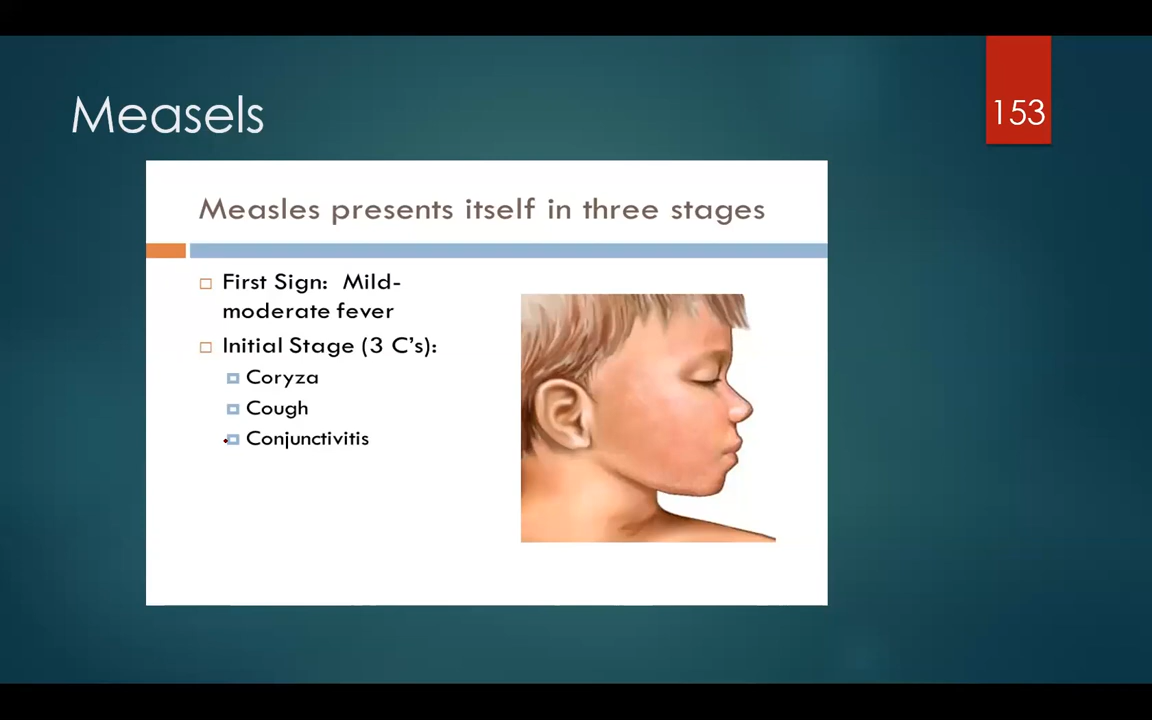 Measels
153
Measles presents itself in three stages
First Sign: Mild-
moderate fever
Initial Stage (3 C's):
Coryza
Cough
Conjunctivitis